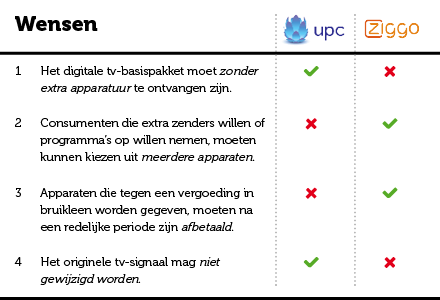 Wensen
upc
ziggo
1 Het digitale tv-basispakket moet zonder
extra apparatuur te ontvangen zijn.
2 Consumenten die extra zenders willen of
programma's op willen nemen, moeten
kunnen kiezen uit meerdere apparaten.
3 Apparaten die tegen een vergoeding in
bruikleen worden gegeven, moeten na
een redelijke periode zijn afbetaald.
4 Het originele tv-signaal mag niet
gewijzigd worden.